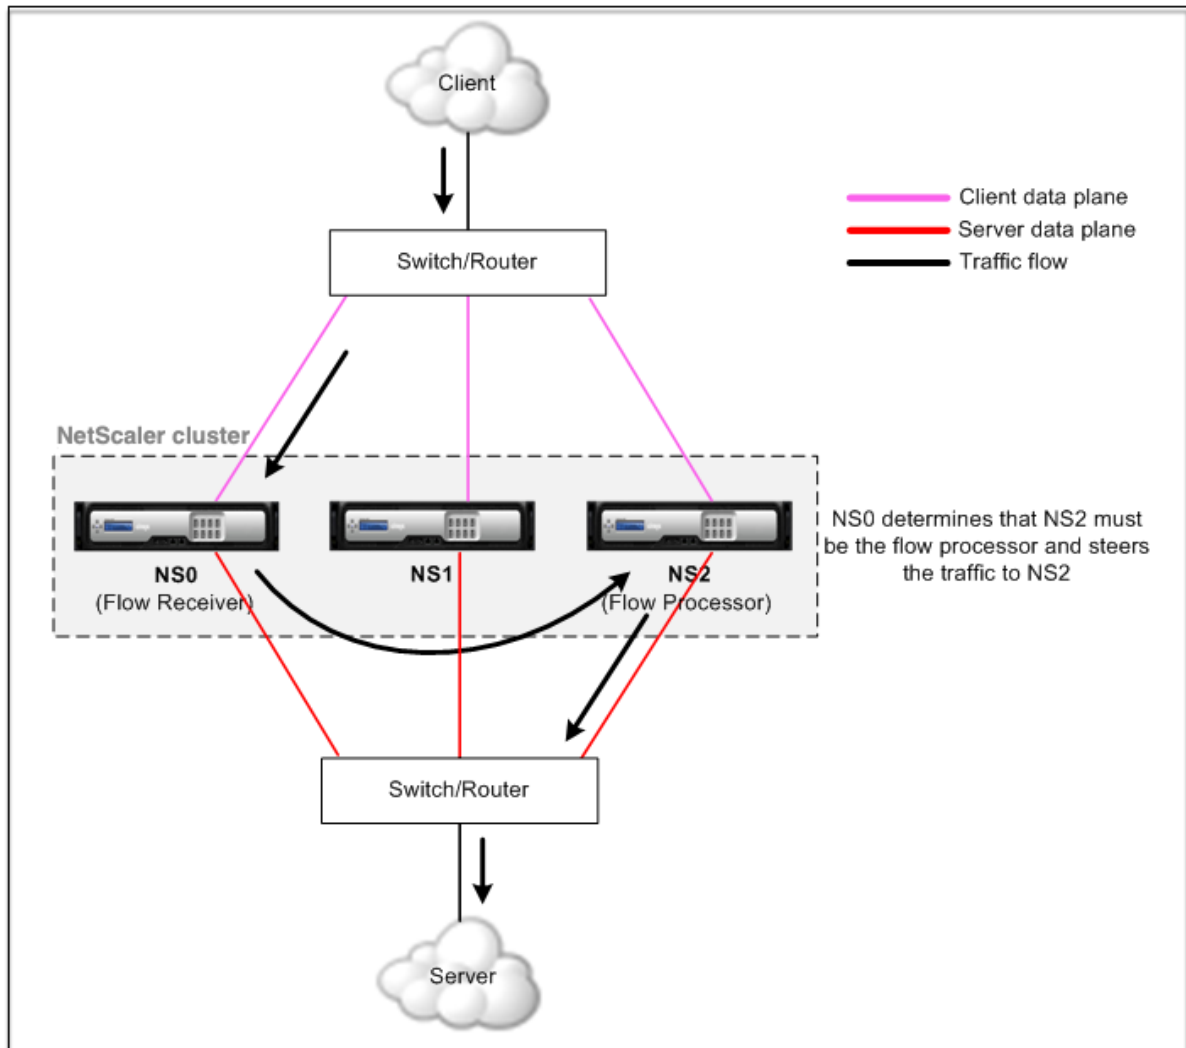 Client
Client data plane
Server data plane
Traffic flow
Switch/Router
NetScaler cluster
NS0
(Flow Receiver)
NS1
NS2
(Flow Processor)
NS0 determines that NS2 must
be the flow processor and steers
the traffic to NS2
Switch/Router
Server